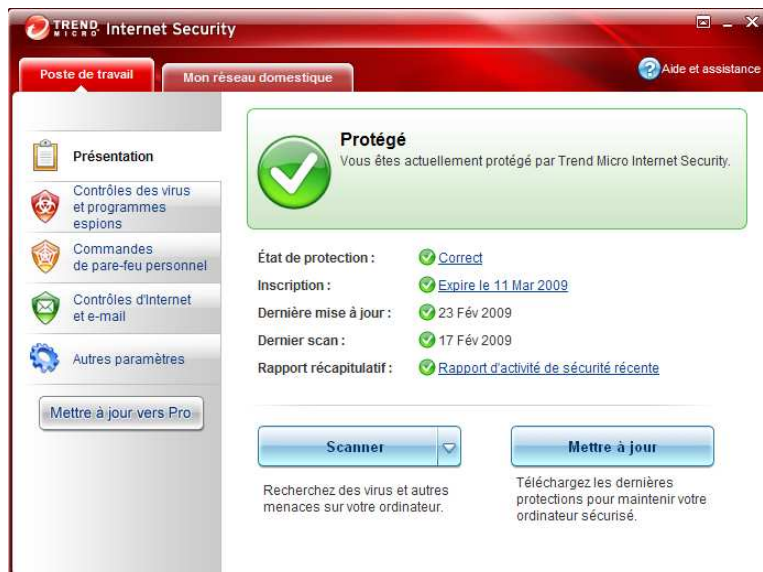 TREND MICRO Internet Security
Poste de travail
Mon réseau domestique
Aide et assistance
Présentation
Contrôles des virus
et programmes
espions
Commandes
de pare-feu personnel
Contrôles d'Internet
et e-mail
Autres paramètres
Mettre à jour vers Pro
Protégé
Vous êtes actuellement protégé par Trend Micro Internet Security.
État de protection : Correct
Inscription : Expire le 11 Mar 2009
Dernière mise à jour : 23 Fév 2009
Dernier scan : 17 Fév 2009
Rapport récapitulatif : Rapport d'activité de sécurité récente
Scanner
Recherchez des virus et autres
menaces sur votre ordinateur.
Mettre à jour
Téléchargez les dernières
protections pour maintenir votre
ordinateur sécurisé.